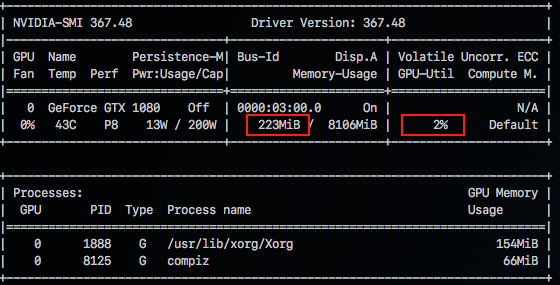 NVIDIA-SMI 367.48 Driver Version: 367.48
GPU Name Persistence-M| Bus-Id Disp.A | Volatile Uncorr. ECC
Fan Temp Perf Pwr:Usage/Cap| Memory-Usage | GPU-Util Compute M.
0 GeForce GTX 1080 Off | 0000:03:00.0 On | N/A
0% 43C P8 13W / 200W | 223MiB / 8106MiB | 2% Default
Processes: GPU Memory
GPU PID Type Process name Usage
0 1888 G /usr/lib/xorg/Xorg 154MiB
0 8125 G compiz 66MiB